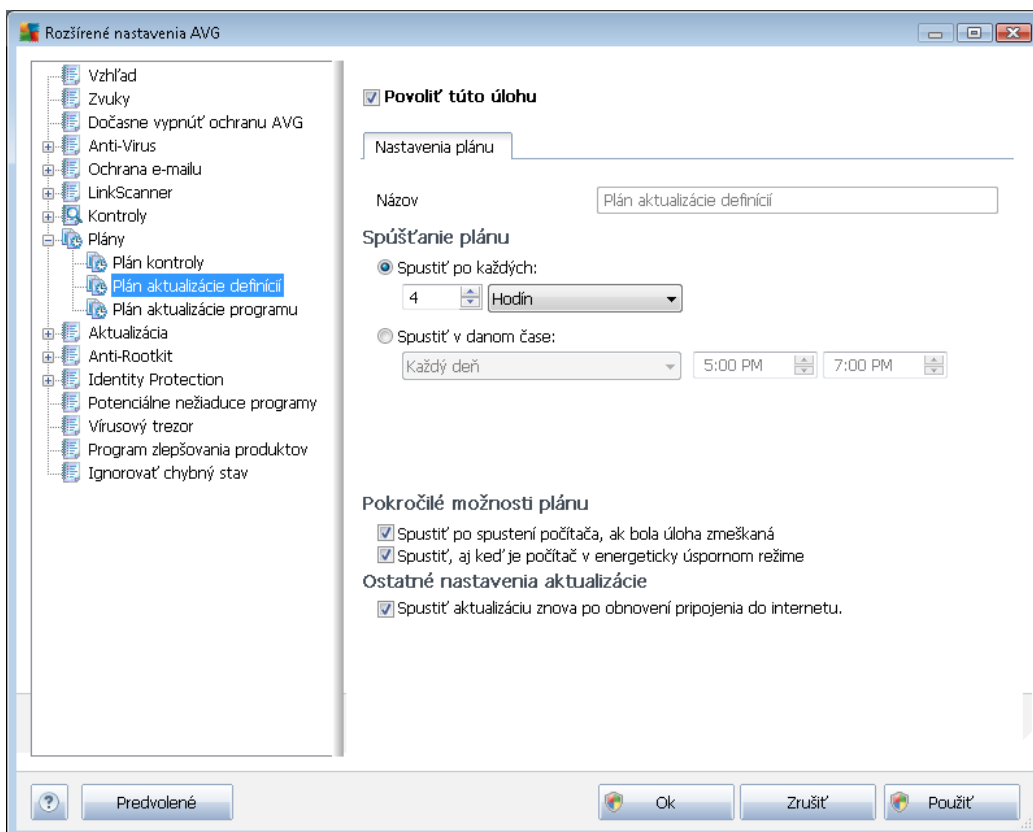 Rozšírené nastavenia AVG
Vzhľad
Zvuky
Dočasne vypnúť ochranu AVG
Anti-Virus
Ochrana e-mailu
LinkScanner
Kontroly
Plány
Plán kontroly
Plán aktualizácie definícií
Plán aktualizácie programu
Aktualizácia
Anti-Rootkit
Identity Protection
Potenciálne nežiaduce programy
Vírusový trezor
Program zlepšovania produktov
Ignorovať chybný stav
Povoliť túto úlohu
Nastavenia plánu
Názov Plán aktualizácie definícií
Spúšťanie plánu
Spustiť po každých:
4 Hodín
Spustiť v danom čase:
Každý deň 5:00 PM 7:00 PM
Pokročilé možnosti plánu
Spustiť po spustení počítača, ak bola úloha zmeškaná
Spustiť, aj keď je počítač v energeticky úspornom režime
Ostatné nastavenia aktualizácie
Spustiť aktualizáciu znova po obnovení pripojenia do internetu.
? Predvolené Ok Zrušiť Použiť